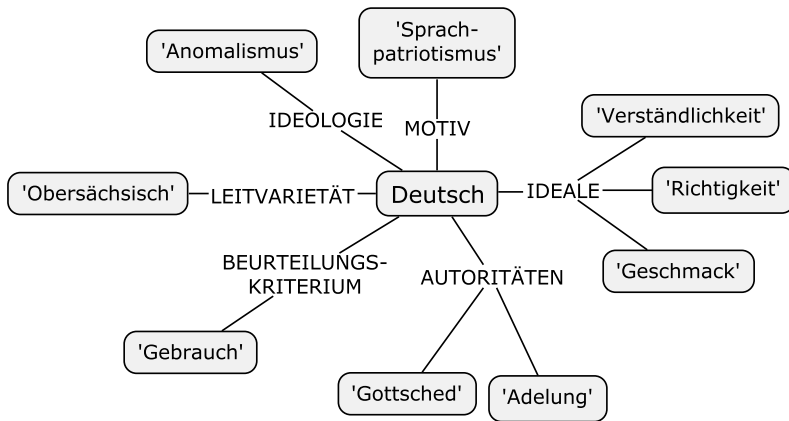 'Sprach-
patriotismus'
'Anomalismus'
IDEOLOGIE
MOTIV
'Verständlichkeit'
'Obersächsisch'
LEITVARIETÄT
Deutsch
IDEALE
'Richtigkeit'
BEURTEILUNGS-
KRITERIUM
AUTORITÄTEN
'Geschmack'
'Gebrauch'
'Gottsched'
'Adelung'